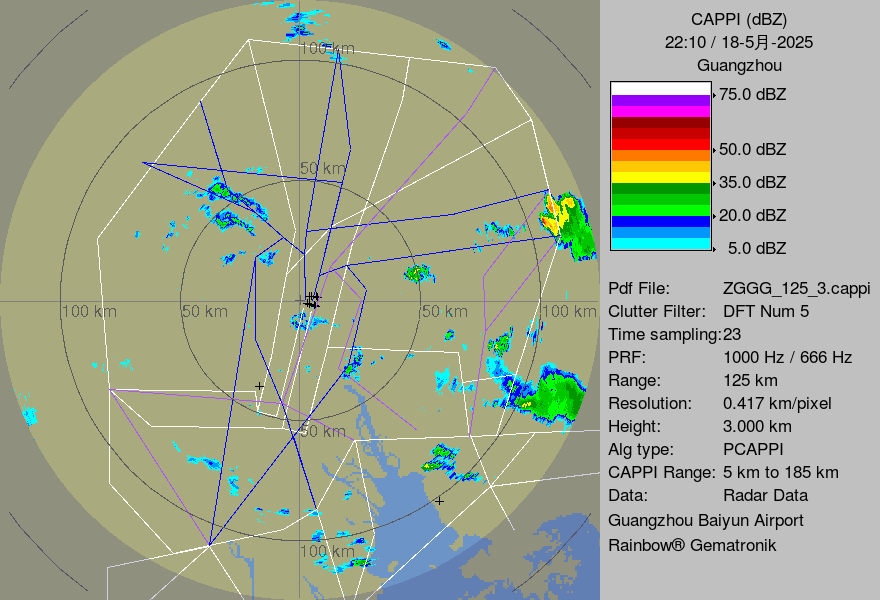 100 km
50 km
100 km
50 km
50 km
100 km
50 km
100 km
CAPPI (dBZ)
22:10 / 18-5月-2025
Guangzhou
75.0 dBZ
50.0 dBZ
35.0 dBZ
20.0 dBZ
5.0 dBZ
Pdf File: ZGGG_125_3.cappi
Clutter Filter: DFT Num 5
Time sampling:23
PRF: 1000 Hz / 666 Hz
Range: 125 km
Resolution: 0.417 km/pixel
Height: 3.000 km
Alg type: PCAPPI
CAPPI Range: 5 km to 185 km
Data: Radar Data
Guangzhou Baiyun Airport
Rainbow® Gematronik